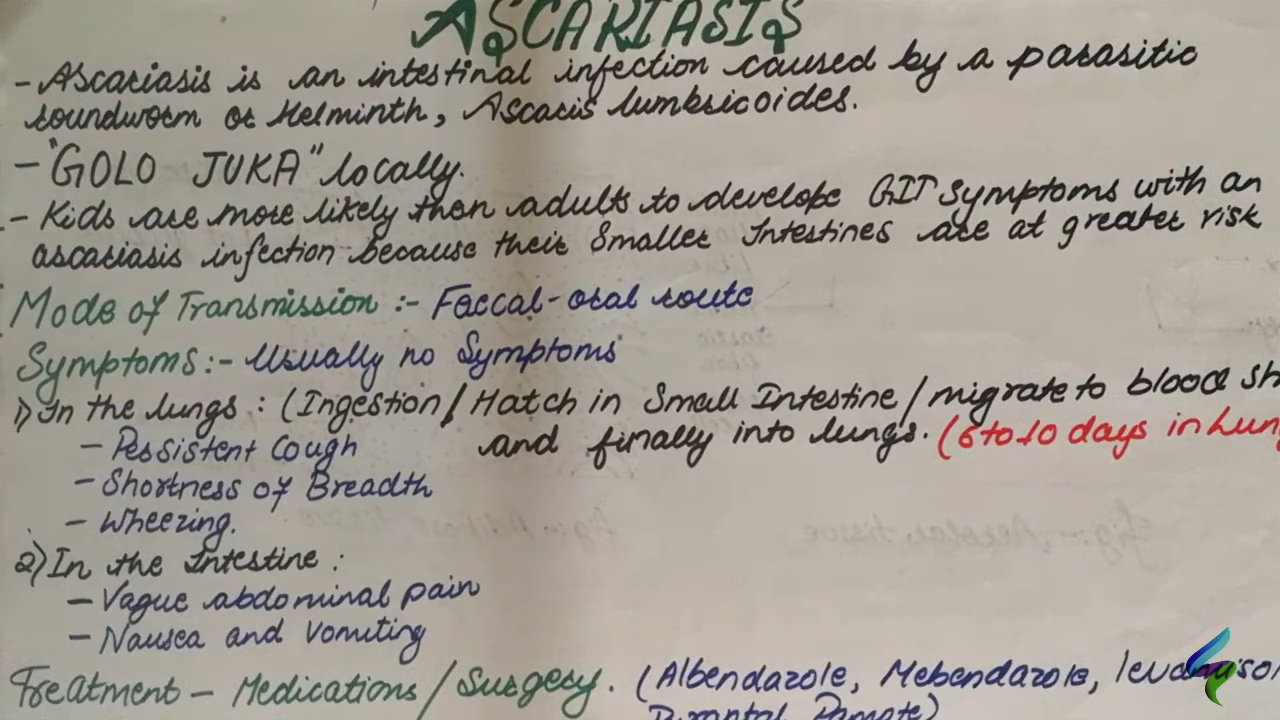 ASCARIASIS
- Ascariasis is an intestinal infection caused by a parasitic
roundworm or Helminth, Ascaris lumbricoides.
- "GOLO JUKA" locally.
- Kids are more likely than adults to develope GIT Symptoms with an
ascariasis infection because their Smaller Intestines are at greater risk
Mode of Transmission :- Faecal-oral route
Symptoms:- Usually no Symptoms
1) In the lungs : (Ingestion / Hatch in Small Intestine / migrate to blood
and finally into lungs. (6 to 10 days in
- Persistent Cough
- Shortness of Breadth
- Wheezing.
2) In the Intestine :
- Vague abdominal pain
- Nausea and Vomiting
Treatment - Medications / Surgery. (Albendazole, Mebendazole,